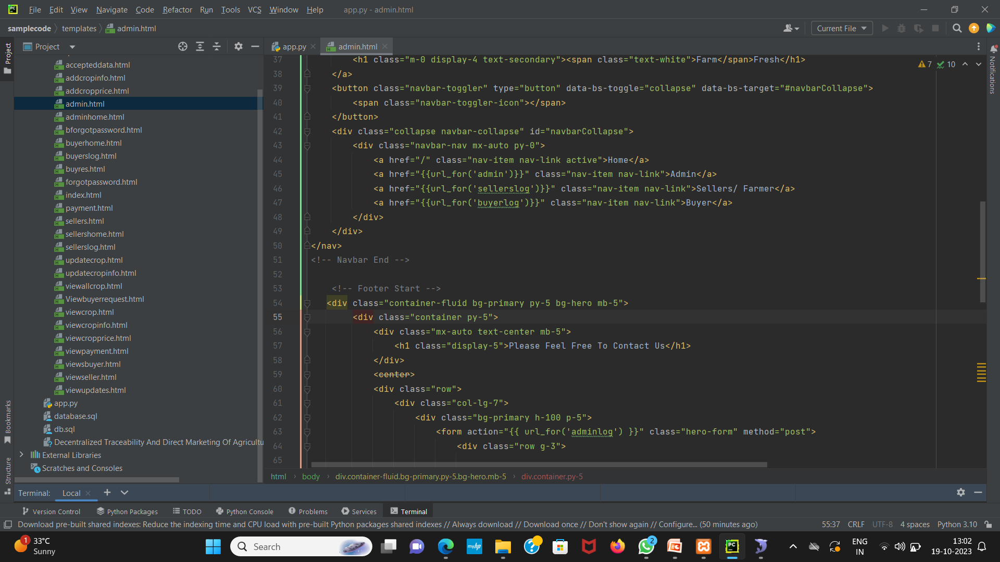 PC File Edit View Navigate Code Refactor Run Tools VCS Window Help app.py - admin.html
samplecode templates admin.html Current File
Project Project app.py admin.html
Notifications
7 10
accepteddata.html
addcropinfo.html
addcropprice.html
admin.html
adminhome.html
bforgotpassword.html
buyerhome.html
buyerslog.html
buyres.html
forgotpassword.html
index.html
payment.html
sellers.html
sellershome.html
sellerslog.html
updatecrop.html
updatecropinfo.html
viewallcrop.html
Viewbuyerrequest.html
viewcrop.html
viewcropinfo.html
viewcropprice.html
viewpayment.html
viewsbuyer.html
viewseller.html
viewupdates.html
app.py
database.sql
db.sql
Decentralized Traceability And Direct Marketing Of Agricultu
External Libraries
Scratches and Consoles
Bookmarks
Structure
37 <h1 class="m-0 display-4 text-secondary"><span class="text-white">Farm</span>Fresh</h1>
38 </a>
39 <button class="navbar-toggler" type="button" data-bs-toggle="collapse" data-bs-target="#navbarCollapse">
40 <span class="navbar-toggler-icon"></span>
41 </button>
42 <div class="collapse navbar-collapse" id="navbarCollapse">
43 <div class="navbar-nav mx-auto py-0">
44 <a href="/" class="nav-item nav-link active">Home</a>
45 <a href="{{url_for('admin')}}" class="nav-item nav-link">Admin</a>
46 <a href="{{url_for('sellerslog')}}" class="nav-item nav-link">Sellers/ Farmer</a>
47 <a href="{{url_for('buyerlog')}}" class="nav-item nav-link">Buyer</a>
48 </div>
49 </div>
50 </nav>
51 <!-- Navbar End -->
52
53 <!-- Footer Start -->
54 <div class="container-fluid bg-primary py-5 bg-hero mb-5">
55 <div class="container py-5">
56 <div class="mx-auto text-center mb-5">
57 <h1 class="display-5">Please Feel Free To Contact Us</h1>
58 </div>
59 <center>
60 <div class="row">
61 <div class="col-lg-7">
62 <div class="bg-primary h-100 p-5">
63 <form action="{{ url_for('adminlog') }}" class="hero-form" method="post">
64 <div class="row g-3">
65
html body div.container-fluid.bg-primary.py-5.bg-hero.mb-5 div.container.py-5
Terminal: Local
Version Control Python Packages TODO Python Console Problems Services Terminal
Download pre-built shared indexes: Reduce the indexing time and CPU load with pre-built Python packages shared indexes // Always download // Download once // Don't show again // Configure... (50 minutes ago) 55:37 CRLF UTF-8 4 spaces Python 3.10
1 33°C
Sunny
Search
myhp
2
PC
ENG
IN
13:02
19-10-2023